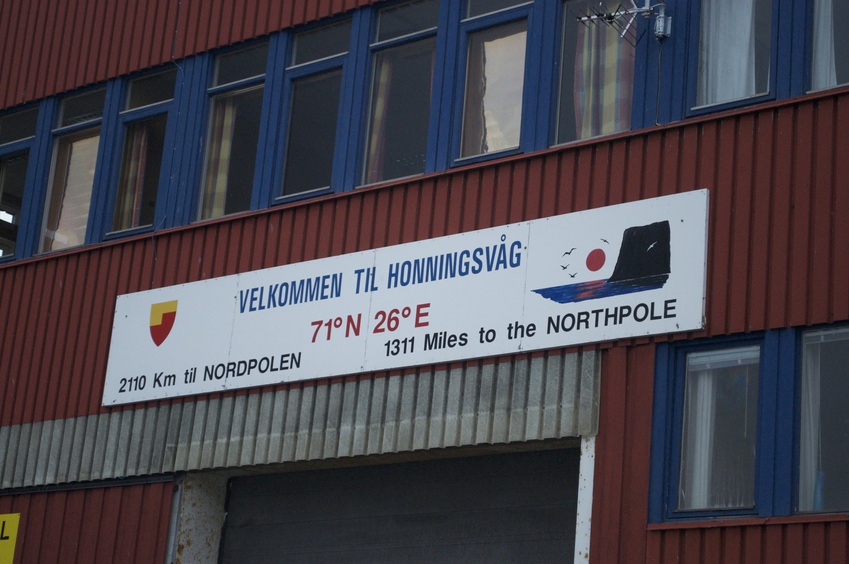 VELKOMMEN TIL HONNINGSVÅG
71°N 26°E
2110 Km til NORDPOLEN
1311 Miles to the NORTHPOLE
L